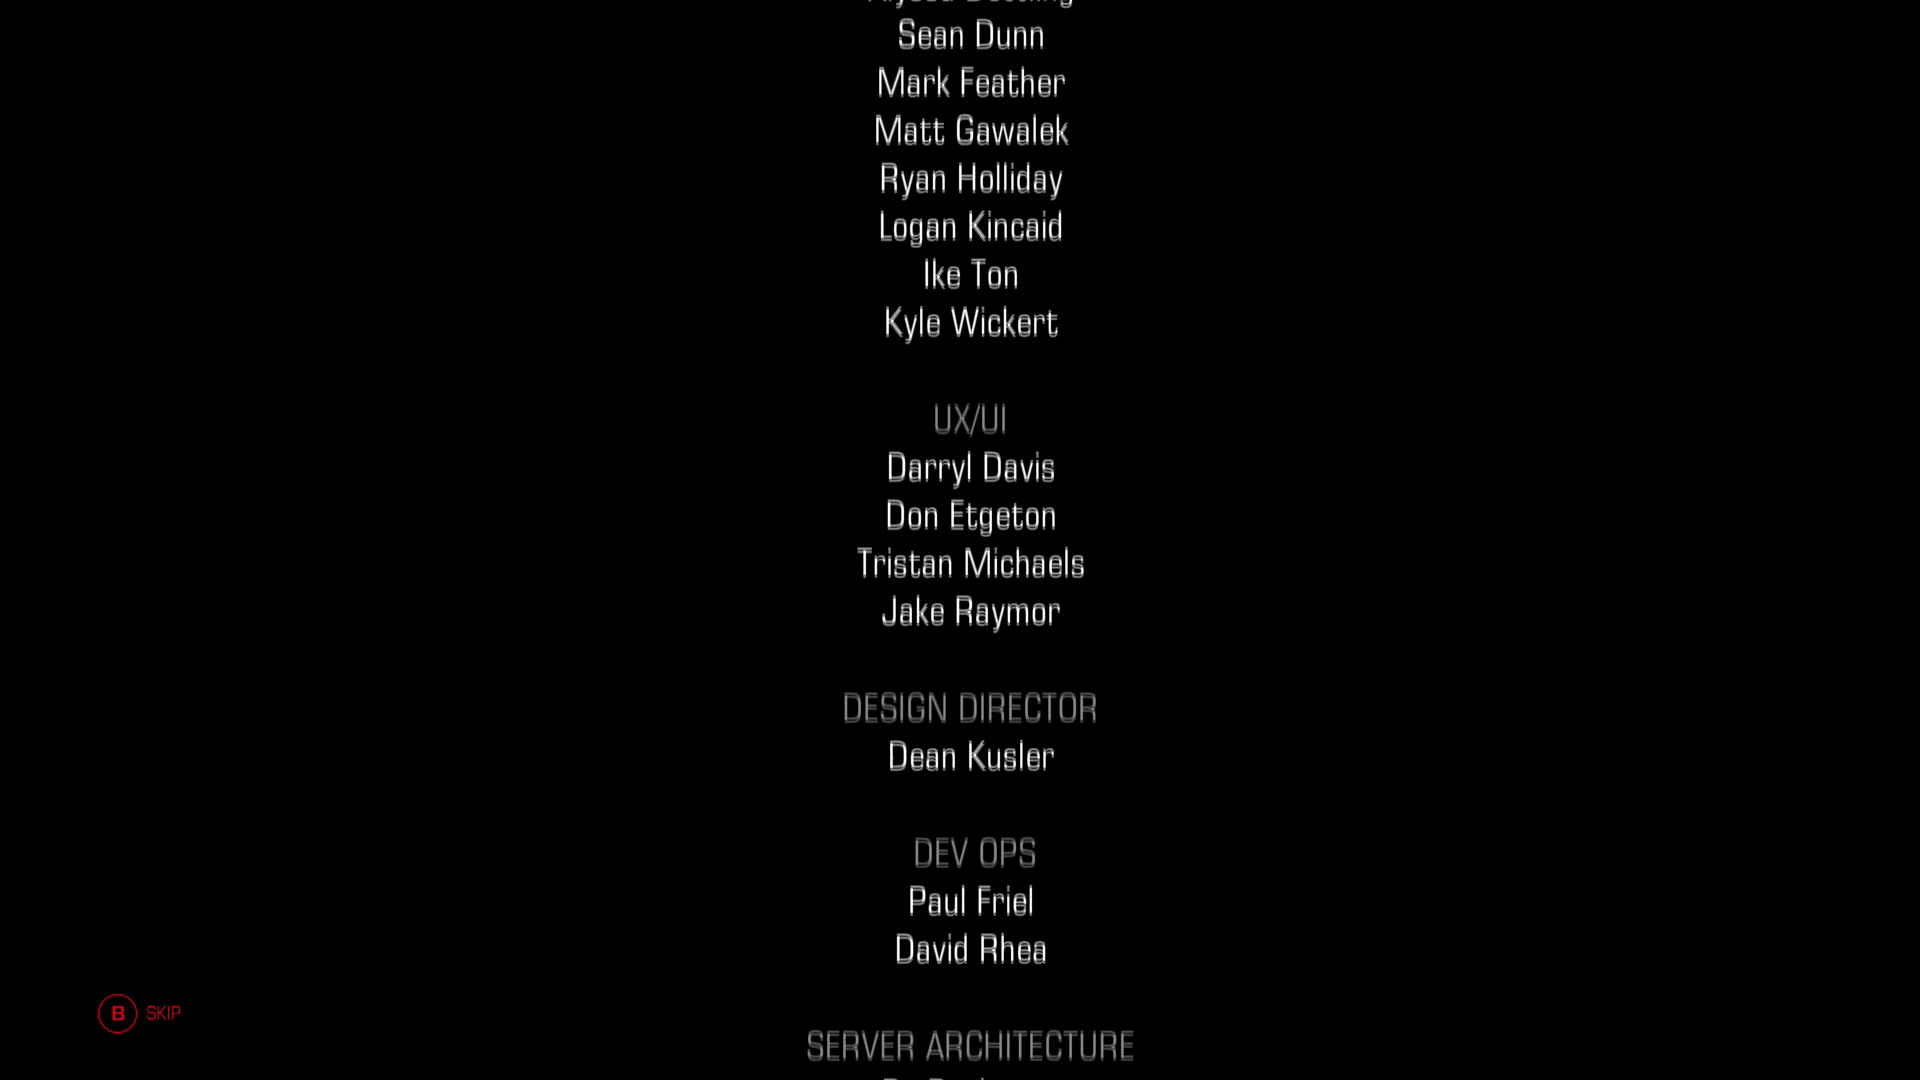 Sean Dunn
Mark Feather
Matt Gawalek
Ryan Holliday
Logan Kincaid
Ike Ton
Kyle Wickert
UX/UI
Darryl Davis
Don Etgeton
Tristan Michaels
Jake Raymor
DESIGN DIRECTOR
Dean Kusler
DEV OPS
Paul Friel
David Rhea
B SKIP
SERVER ARCHITECTURE